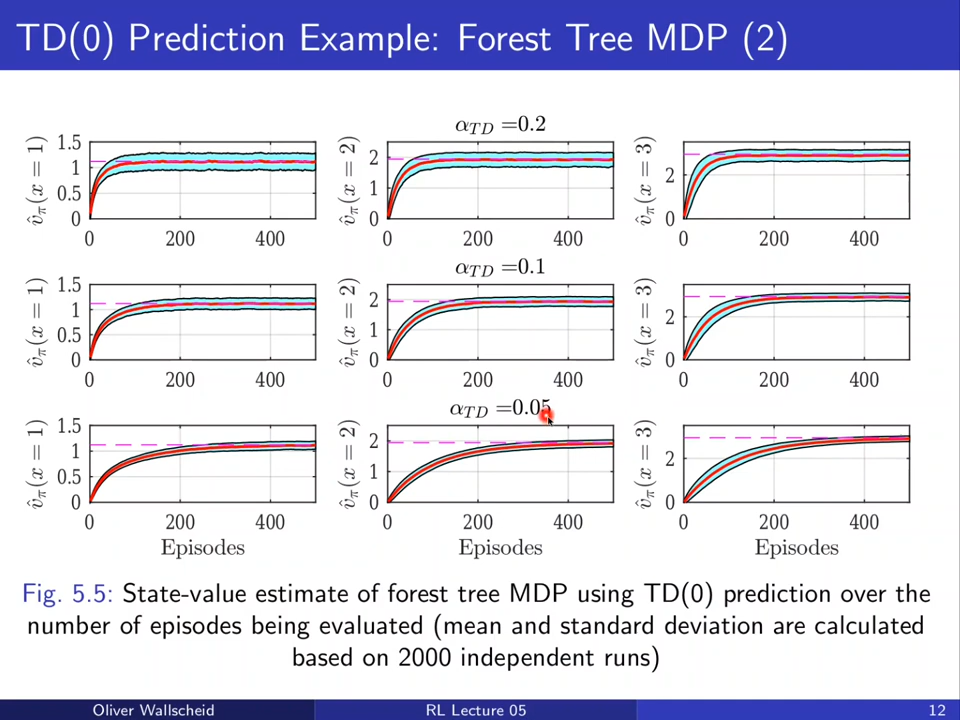 TD(0) Prediction Example: Forest Tree MDP (2)
α_TD =0.2
v̂_π(x = 1)
1.5
1
0.5
0
0 200 400
v̂_π(x = 2)
2
1
0
0 200 400
v̂_π(x = 3)
2
0
0 200 400
α_TD =0.1
v̂_π(x = 1)
1.5
1
0.5
0
0 200 400
v̂_π(x = 2)
2
1
0
0 200 400
v̂_π(x = 3)
2
0
0 200 400
α_TD =0.05
v̂_π(x = 1)
1.5
1
0.5
0
0 200 400
Episodes
v̂_π(x = 2)
2
1
0
0 200 400
Episodes
v̂_π(x = 3)
2
0
0 200 400
Episodes
Fig. 5.5: State-value estimate of forest tree MDP using TD(0) prediction over the
number of episodes being evaluated (mean and standard deviation are calculated
based on 2000 independent runs)
Oliver Wallscheid RL Lecture 05 12